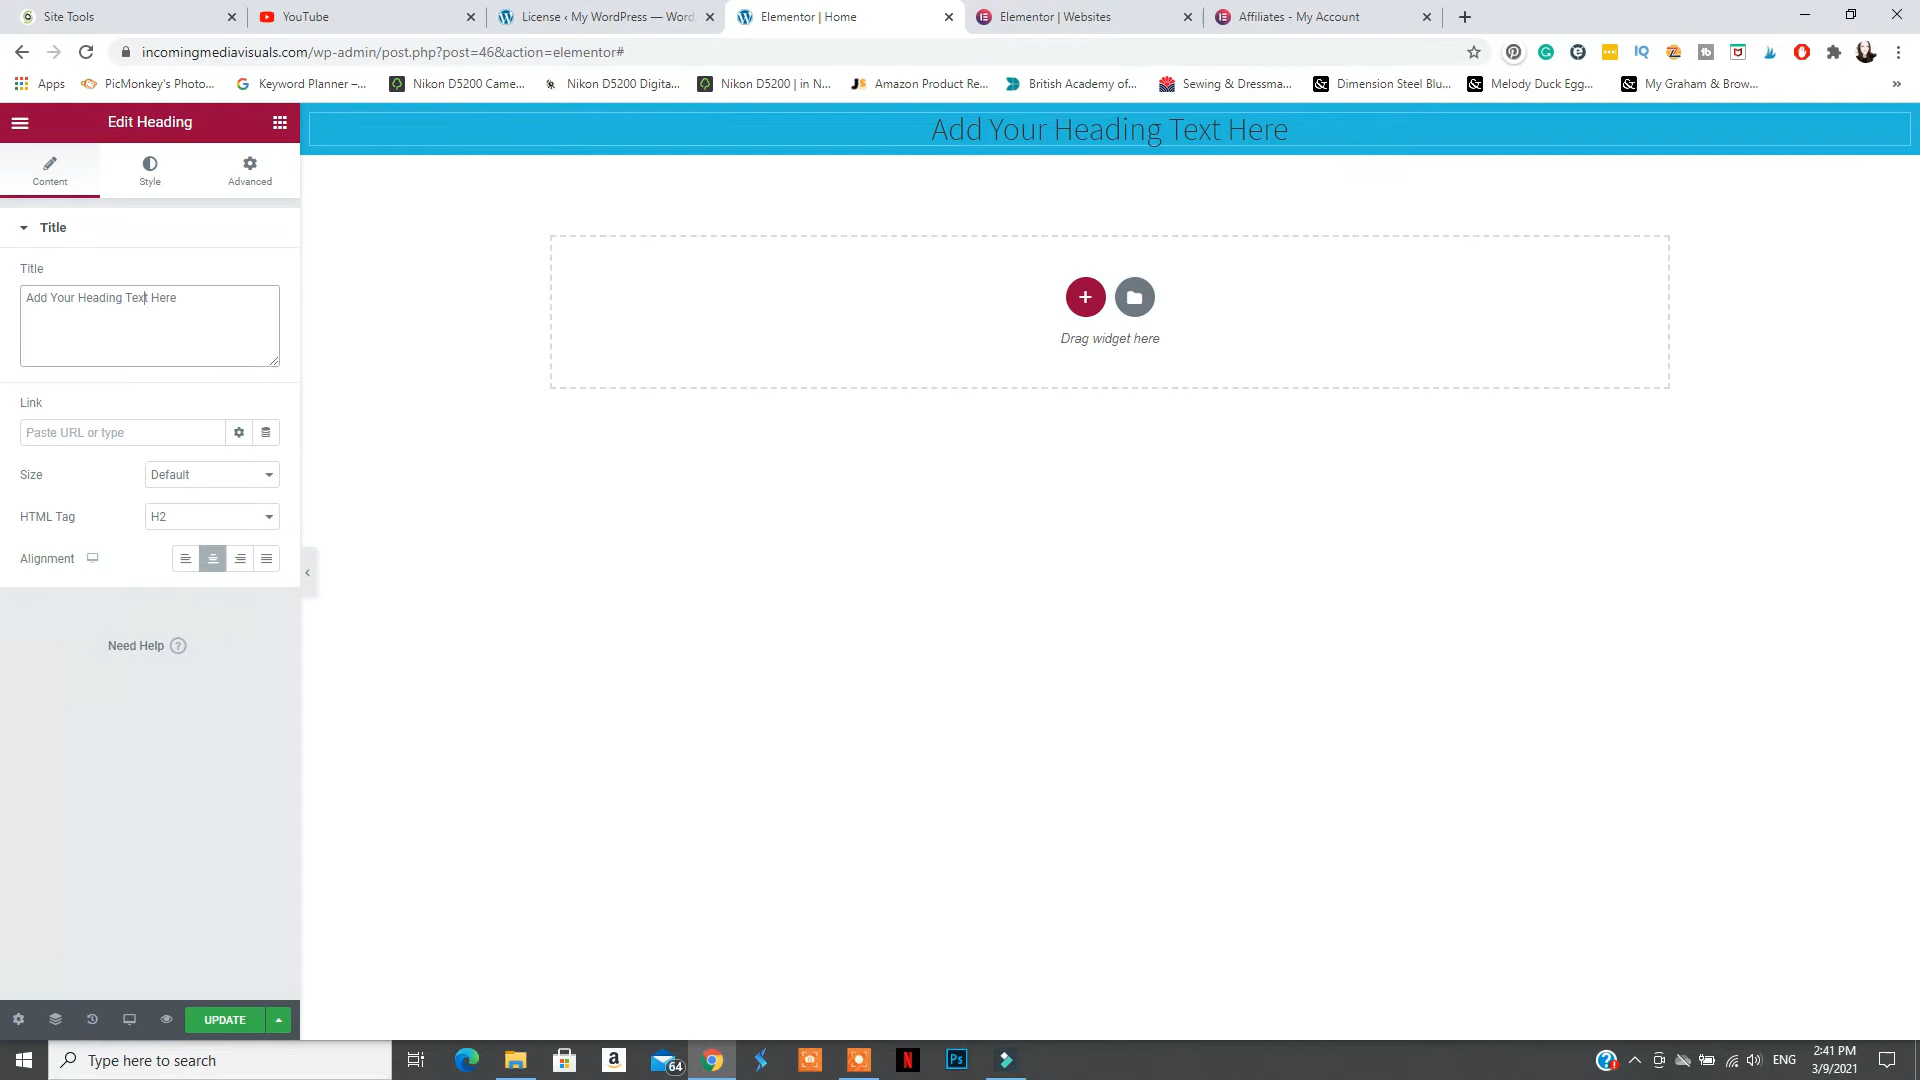 Site Tools
YouTube
License ‹ My WordPress — Word
Elementor | Home
Elementor | Websites
Affiliates - My Account
incomingmediavisuals.com/wp-admin/post.php?post=46&action=elementor#
Apps
PicMonkey's Photo...
Keyword Planner –...
Nikon D5200 Came...
Nikon D5200 Digita...
Nikon D5200 | in N...
Amazon Product Re...
British Academy of...
Sewing & Dressma...
Dimension Steel Blu...
Melody Duck Egg...
My Graham & Brow...
Edit Heading
Content
Style
Advanced
Title
Title
Add Your Heading Text Here
Link
Paste URL or type
Size
Default
HTML Tag
H2
Alignment
Need Help
UPDATE
Add Your Heading Text Here
Drag widget here
Type here to search
64
Ps
ENG
2:41 PM
3/9/2021